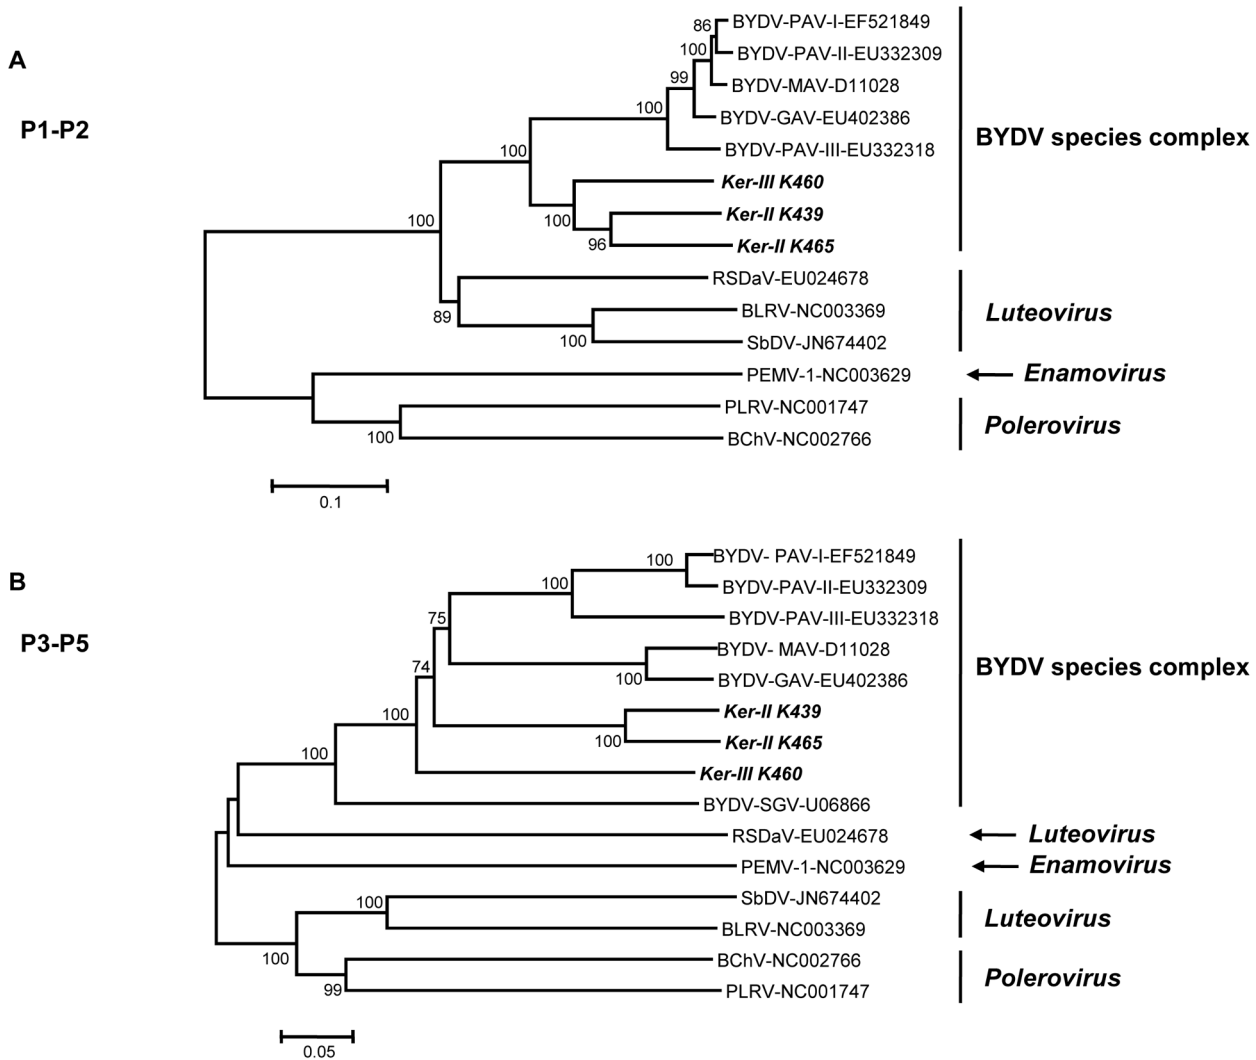 A
P1-P2
86
BYDV-PAV-I-EF521849
100
BYDV-PAV-II-EU332309
99
BYDV-MAV-D11028
100
BYDV-GAV-EU402386
BYDV-PAV-III-EU332318
BYDV species complex
100
Ker-III K460
100
Ker-II K439
96
Ker-II K465
100
RSDaV-EU024678
89
BLRV-NC003369
Luteovirus
100
SbDV-JN674402
PEMV-1-NC003629
Enamovirus
PLRV-NC001747
Polerovirus
100
BChV-NC002766
0.1
B
P3-P5
100
BYDV- PAV-I-EF521849
100
BYDV-PAV-II-EU332309
75
BYDV-PAV-III-EU332318
BYDV- MAV-D11028
BYDV species complex
74
100
BYDV-GAV-EU402386
100
Ker-II K439
100
Ker-II K465
100
Ker-III K460
BYDV-SGV-U06866
RSDaV-EU024678
Luteovirus
PEMV-1-NC003629
Enamovirus
100
SbDV-JN674402
Luteovirus
BLRV-NC003369
100
BChV-NC002766
Polerovirus
99
PLRV-NC001747
0.05